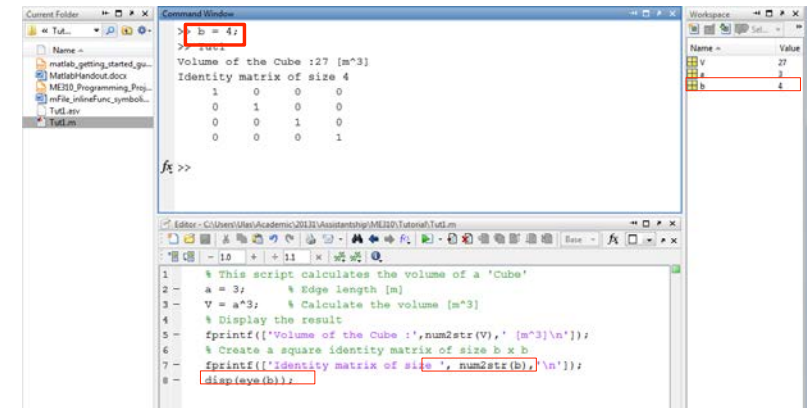 Current Folder
« Tut...
Name
matlab_getting_started_gu...
MatlabHandout.docx
ME310_Programming_Proj...
mFile_inlineFunc_symboli...
Tut1.asv
Tut1.m
Command Window
>> b = 4;
>> Tut1
Volume of the Cube :27 [m^3]
Identity matrix of size 4
1 0 0 0
0 1 0 0
0 0 1 0
0 0 0 1
fx >>
Workspace
Sel...
Name Value
V 27
a 3
b 4
Editor - C:\Users\Ulas\Academic\20131\Assistantship\ME310\Tutorial\Tut1.m
Base fx
- 1.0 + ÷ 1.1 ×
1 % This script calculates the volume of a 'Cube'
2 - a = 3; % Edge length [m]
3 - V = a^3; % Calculate the volume [m^3]
4 % Display the result
5 - fprintf(['Volume of the Cube :',num2str(V),' [m^3]\n']);
6 % Create a square identity matrix of size b x b
7 - fprintf(['Identity matrix of size ', num2str(b),'\n']);
8 - disp(eye(b));